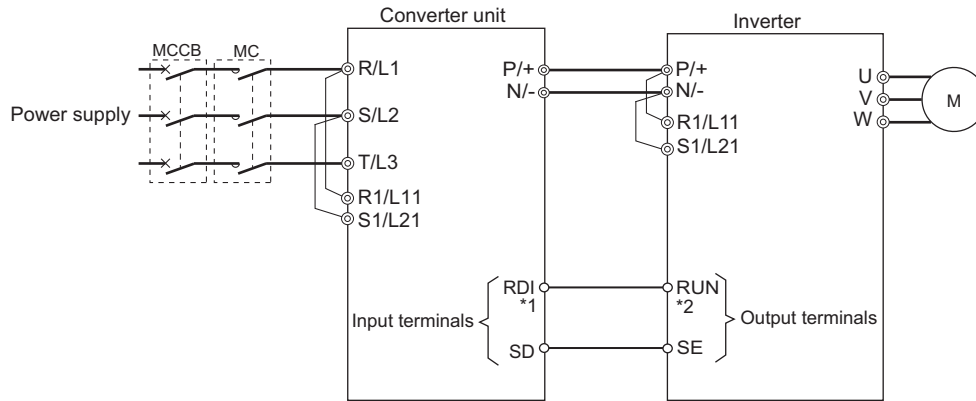 Converter unit
Inverter
MCCB
MC
Power supply
R/L1
S/L2
T/L3
R1/L11
S1/L21
P/+
N/-
P/+
N/-
R1/L11
S1/L21
U
V
W
M
Input terminals
RDI
*1
SD
RUN
*2
SE
Output terminals